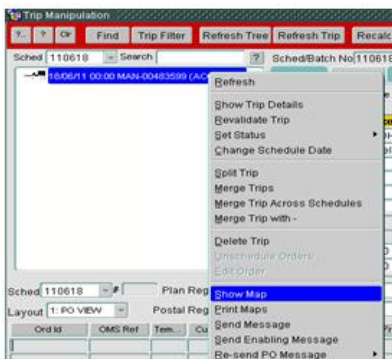 Trip Manipulation
?.. ? Clr Find Trip Filter Refresh Tree Refresh Trip Recalc
Sched 110618 Search ? Sched/Batch No 110618
18/06/11 00:00 MAN-00483599 (AC
Refresh
Show Trip Details
Revalidate Trip
Set Status
Change Schedule Date
Split Trip
Merge Trips
Merge Trip Across Schedules
Merge Trip with -
Delete Trip
Unschedule Orders
Edit Order
Sched 110618 # Plan Reg
Show Map
Layout 1: PO VIEW Postal Reg
Print Maps
Ord Id OMS Ref Tem... Cu
Send Message
Send Enabling Message
Re-send PO Message